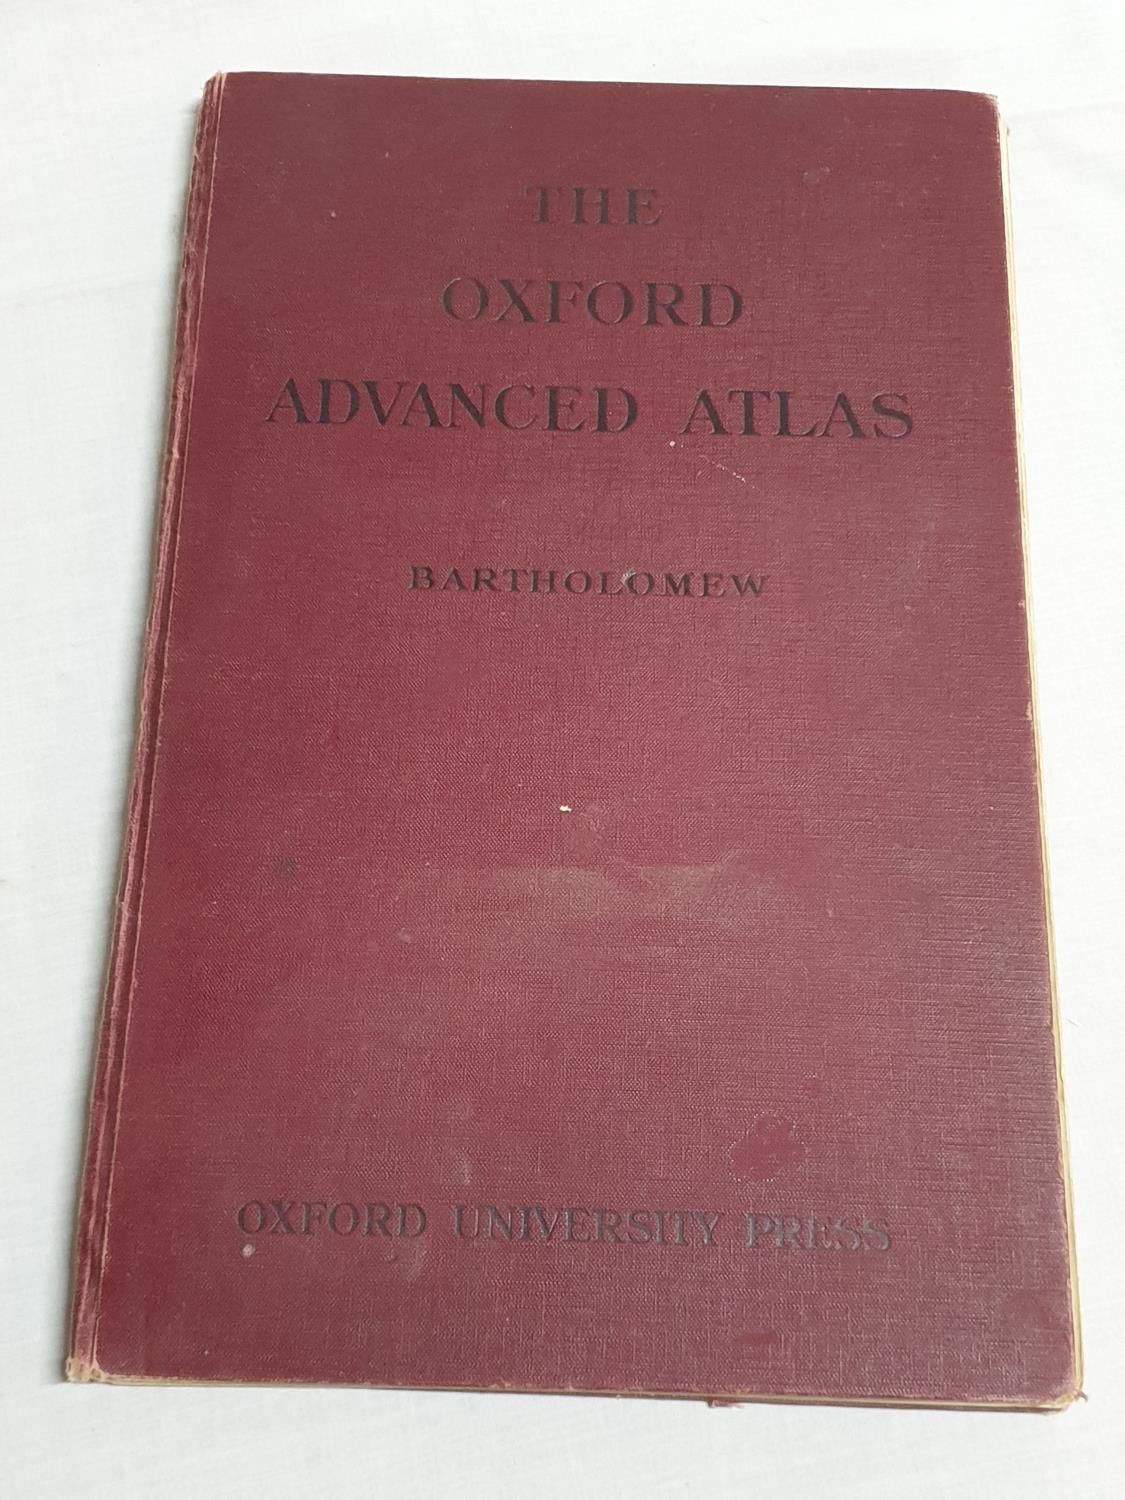 THE
OXFORD
ADVANCED ATLAS
BARTHOLOMEW
OXFORD UNIVERSITY PRESS